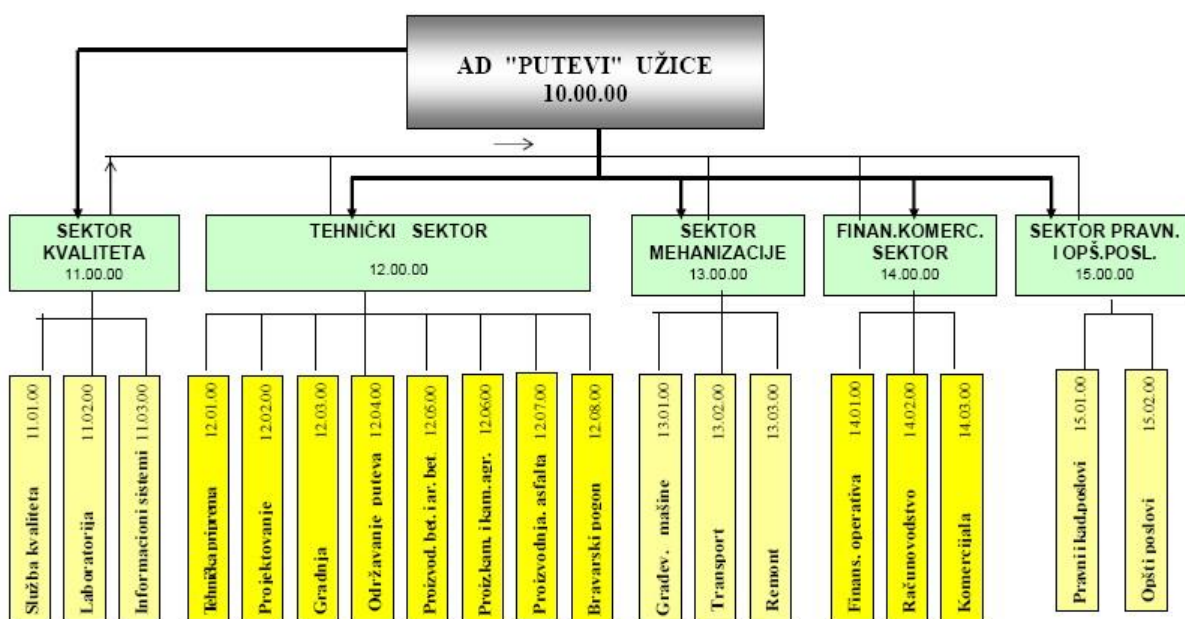 AD "PUTEVI" UŽICE
10.00.00
SEKTOR
KVALITETA
11.00.00
TEHNIČKI SEKTOR
12.00.00
SEKTOR
MEHANIZACIJE
13.00.00
FINAN.KOMERC.
SEKTOR
14.00.00
SEKTOR PRAVN.
I OPŠ.POSL.
15.00.00
Služba kvaliteta 11.01.00
Laboratorija 11.02.00
Informacioni sistemi 11.03.00
Tehnička priprema 12.01.00
Projektovanje 12.02.00
Gradnja 12.03.00
Održavanje puteva 12.04.00
Proizvod. bet. i ar. bet. 12.05.00
Proiz.kam. i kam. agr. 12.06.00
Proizvodnja. asfalta 12.07.00
Bravarski pogon 12.08.00
Građev. mašine 13.01.00
Transport 13.02.00
Remont 13.03.00
Finans. operativa 14.01.00
Računovodstvo 14.02.00
Komercijala 14.03.00
Pravni i kad.poslovi 15.01.00
Opšti poslovi 15.02.00